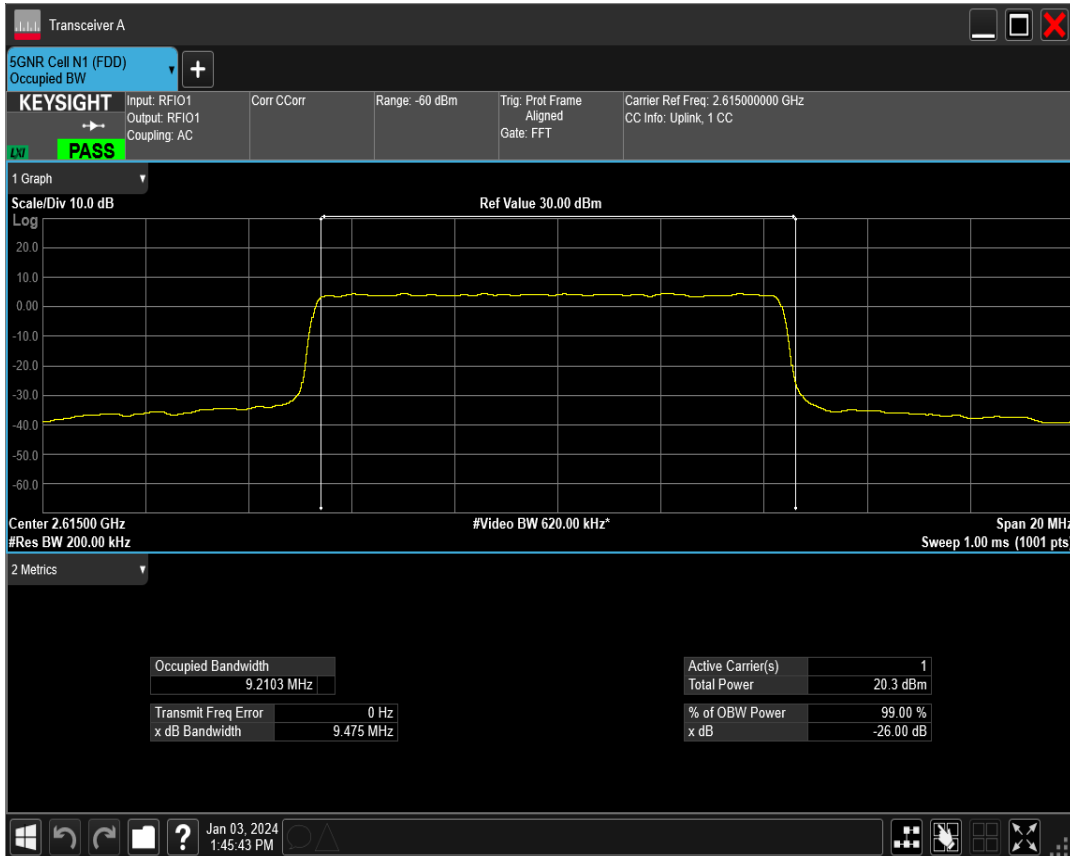 Transceiver A
5GNR Cell N1 (FDD)
Occupied BW
+
KEYSIGHT
LXI
PASS
Input: RFIO1
Output: RFIO1
Coupling: AC
Corr CCorr
Range: -60 dBm
Trig: Prot Frame
Aligned
Gate: FFT
Carrier Ref Freq: 2.615000000 GHz
CC Info: Uplink, 1 CC
1 Graph
Scale/Div 10.0 dB
Ref Value 30.00 dBm
Log
20.0
10.0
0.00
-10.0
-20.0
-30.0
-40.0
-50.0
-60.0
Center 2.61500 GHz
#Video BW 620.00 kHz*
Span 20 MHz
#Res BW 200.00 kHz
Sweep 1.00 ms (1001 pts)
2 Metrics
Occupied Bandwidth
9.2103 MHz
Transmit Freq Error 0 Hz
x dB Bandwidth 9.475 MHz
Active Carrier(s) 1
Total Power 20.3 dBm
% of OBW Power 99.00 %
x dB -26.00 dB
?
Jan 03, 2024
1:45:43 PM